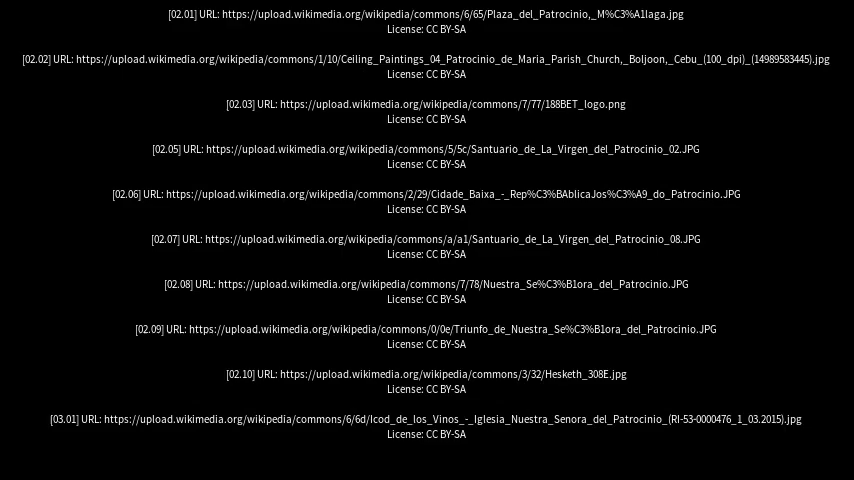 [02.01] URL: https://upload.wikimedia.org/wikipedia/commons/6/65/Plaza_del_Patrocinio,_M%C3%A1laga.jpg
License: CC BY-SA
[02.02] URL: https://upload.wikimedia.org/wikipedia/commons/1/10/Ceiling_Paintings_04_Patrocinio_de_Maria_Parish_Church,_Boljoon,_Cebu_(100_dpi)_(14989583445).jpg
License: CC BY-SA
[02.03] URL: https://upload.wikimedia.org/wikipedia/commons/7/77/188BET_logo.png
License: CC BY-SA
[02.05] URL: https://upload.wikimedia.org/wikipedia/commons/5/5c/Santuario_de_La_Virgen_del_Patrocinio_02.JPG
License: CC BY-SA
[02.06] URL: https://upload.wikimedia.org/wikipedia/commons/2/29/Cidade_Baixa_-_Rep%C3%BAblicaJos%C3%A9_do_Patrocinio.JPG
License: CC BY-SA
[02.07] URL: https://upload.wikimedia.org/wikipedia/commons/a/a1/Santuario_de_La_Virgen_del_Patrocinio_08.JPG
License: CC BY-SA
[02.08] URL: https://upload.wikimedia.org/wikipedia/commons/7/78/Nuestra_Se%C3%B1ora_del_Patrocinio.JPG
License: CC BY-SA
[02.09] URL: https://upload.wikimedia.org/wikipedia/commons/0/0e/Triunfo_de_Nuestra_Se%C3%B1ora_del_Patrocinio.JPG
License: CC BY-SA
[02.10] URL: https://upload.wikimedia.org/wikipedia/commons/3/32/Hesketh_308E.jpg
License: CC BY-SA
[03.01] URL: https://upload.wikimedia.org/wikipedia/commons/6/6d/Icod_de_los_Vinos_-_Iglesia_Nuestra_Senora_del_Patrocinio_(RI-53-0000476_1_03.2015).jpg
License: CC BY-SA